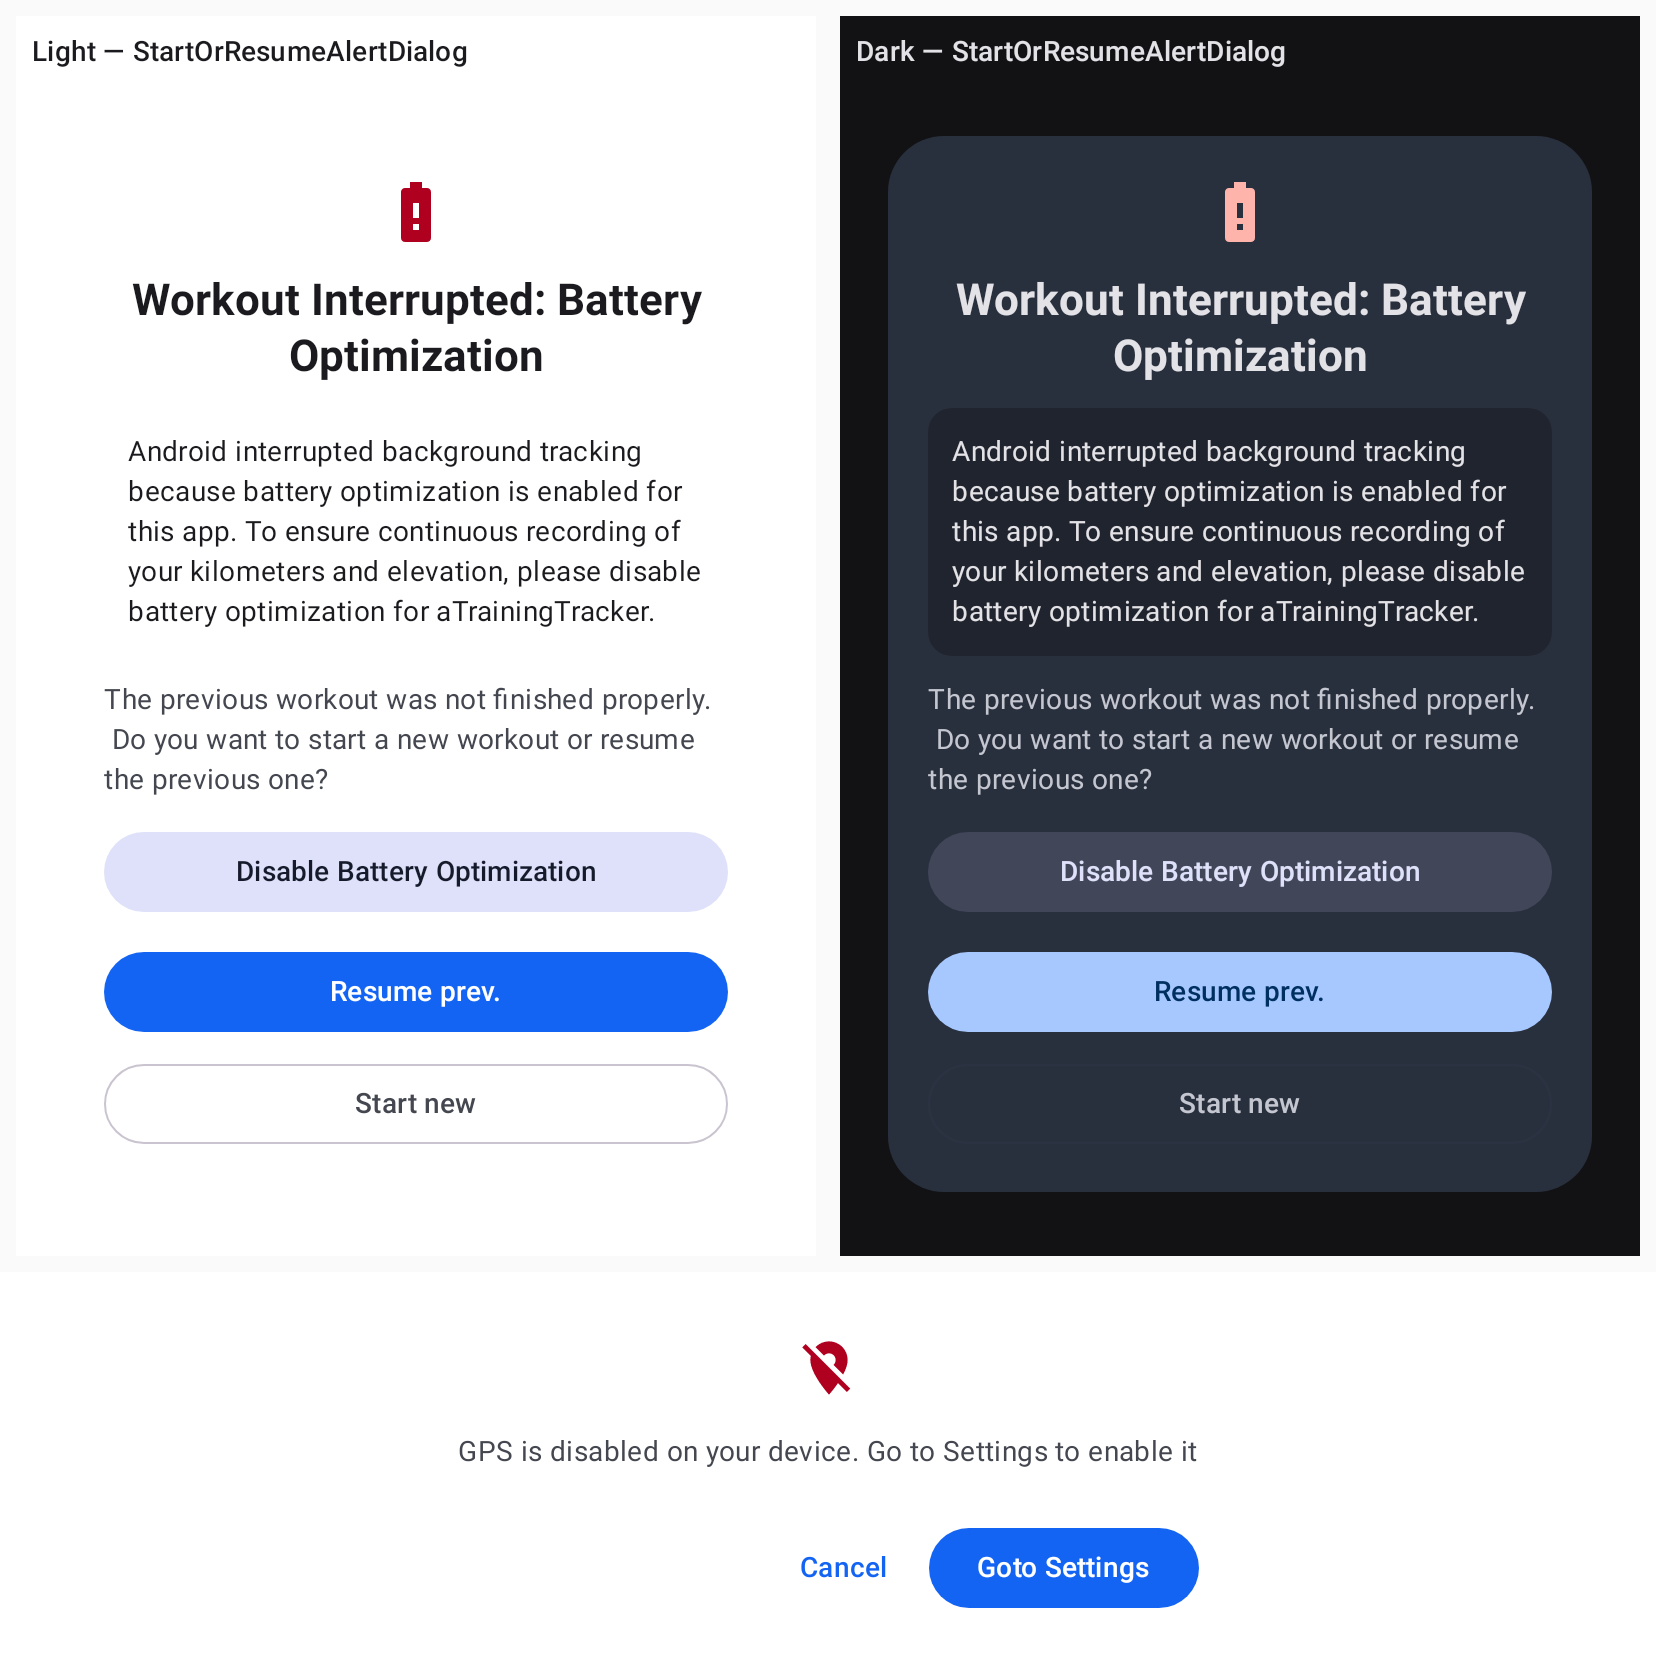 Light — StartOrResumeAlertDialog
Workout Interrupted: Battery
Optimization
Android interrupted background tracking
because battery optimization is enabled for
this app. To ensure continuous recording of
your kilometers and elevation, please disable
battery optimization for aTrainingTracker.
The previous workout was not finished properly.
Do you want to start a new workout or resume
the previous one?
Disable Battery Optimization
Resume prev.
Start new
Dark — StartOrResumeAlertDialog
Workout Interrupted: Battery
Optimization
Android interrupted background tracking
because battery optimization is enabled for
this app. To ensure continuous recording of
your kilometers and elevation, please disable
battery optimization for aTrainingTracker.
The previous workout was not finished properly.
Do you want to start a new workout or resume
the previous one?
Disable Battery Optimization
Resume prev.
Start new
GPS is disabled on your device. Go to Settings to enable it
Cancel
Goto Settings